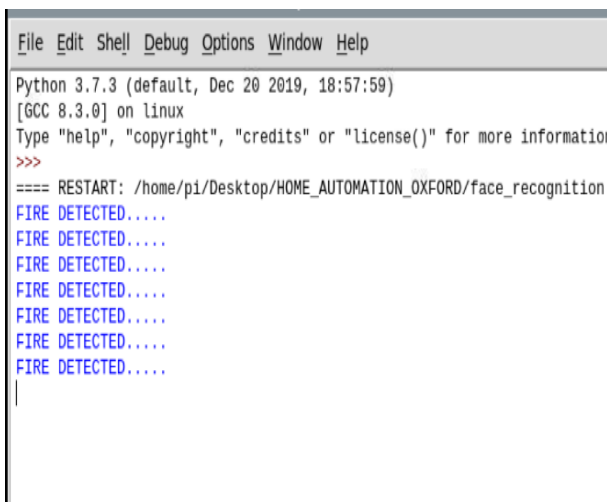 File Edit Shell Debug Options Window Help
Python 3.7.3 (default, Dec 20 2019, 18:57:59)
[GCC 8.3.0] on linux
Type "help", "copyright", "credits" or "license()" for more information
>>>
==== RESTART: /home/pi/Desktop/HOME_AUTOMATION_OXFORD/face_recognition
FIRE DETECTED.....
FIRE DETECTED.....
FIRE DETECTED.....
FIRE DETECTED.....
FIRE DETECTED.....
FIRE DETECTED.....
FIRE DETECTED.....